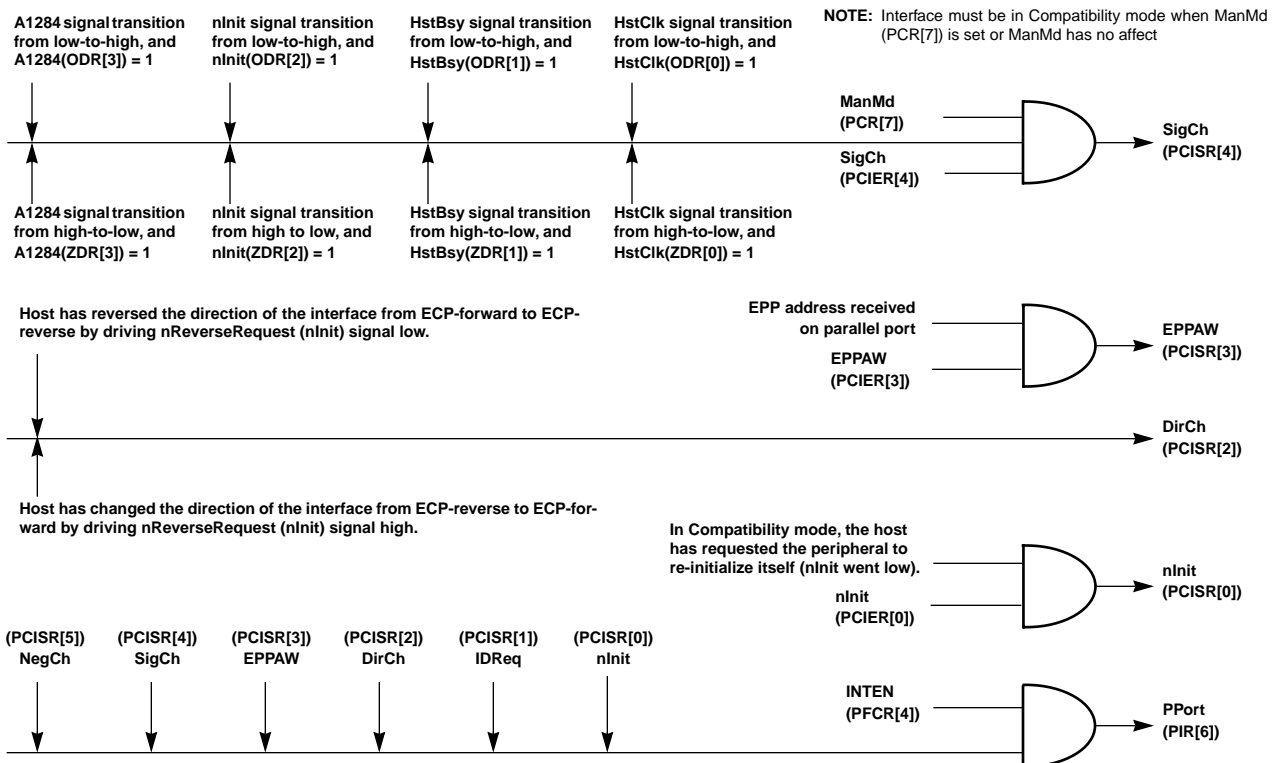 A1284 signal transition
from low-to-high, and
A1284(ODR[3]) = 1
nInit signal transition
from low-to-high, and
nInit(ODR[2]) = 1
HstBsy signal transition
from low-to-high, and
HstBsy(ODR[1]) = 1
HstClk signal transition
from low-to-high, and
HstClk(ODR[0]) = 1
NOTE: Interface must be in Compatibility mode when ManMd
(PCR[7]) is set or ManMd has no affect
ManMd
(PCR[7])
SigCh
(PCIER[4])
SigCh
(PCISR[4])
A1284 signal transition
from high-to-low, and
A1284(ZDR[3]) = 1
nInit signal transition
from high to low, and
nInit(ZDR[2]) = 1
HstBsy signal transition
from high-to-low, and
HstBsy(ZDR[1]) = 1
HstClk signal transition
from high-to-low, and
HstClk(ZDR[0]) = 1
Host has reversed the direction of the interface from ECP-forward to ECP-
reverse by driving nReverseRequest (nInit) signal low.
EPP address received
on parallel port
EPPAW
(PCIER[3])
EPPAW
(PCISR[3])
DirCh
(PCISR[2])
Host has changed the direction of the interface from ECP-reverse to ECP-for-
ward by driving nReverseRequest (nInit) signal high.
In Compatibility mode, the host
has requested the peripheral to
re-initialize itself (nInit went low).
nInit
(PCIER[0])
nInit
(PCISR[0])
(PCISR[5])
NegCh
(PCISR[4])
SigCh
(PCISR[3])
EPPAW
(PCISR[2])
DirCh
(PCISR[1])
IDReq
(PCISR[0])
nInit
INTEN
(PFCR[4])
PPort
(PIR[6])